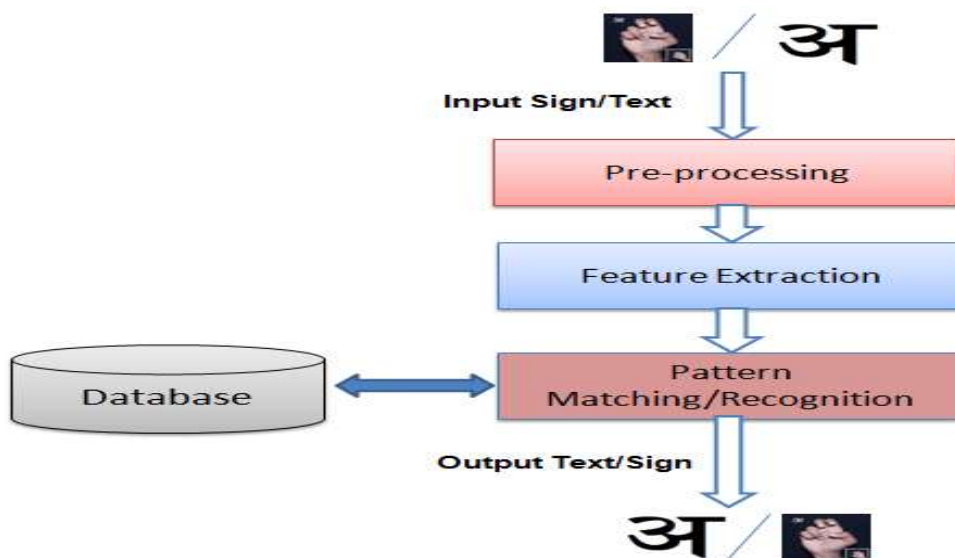 अ
Input Sign/Text
Pre-processing
Feature Extraction
Pattern
Matching/Recognition
Database
Output Text/Sign
अ